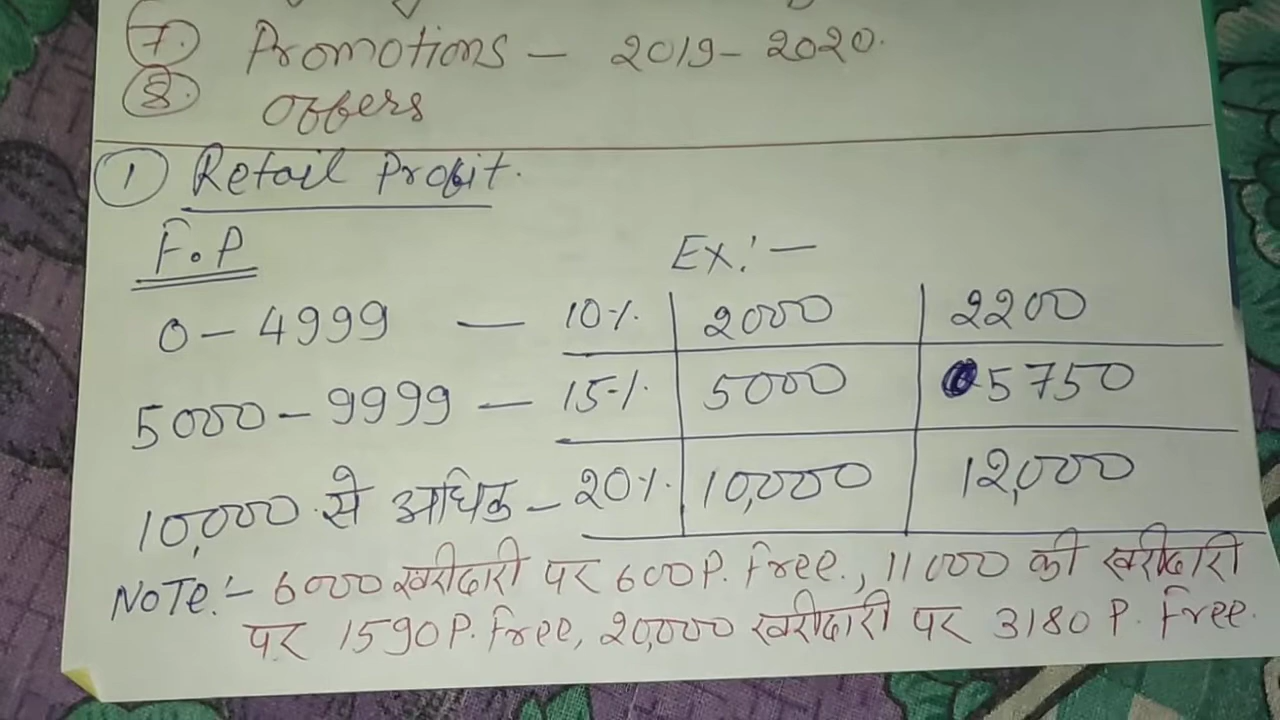 7. Promotions - 2019-2020.
8. Offers
1 Retail Profit.
F.P
Ex:-
0-4999 - 10% 2000 2200
5000-9999 - 15% 5000 5750
10,000 से अधिक - 20% 10,000 12,000
NOTE:- 6000 खरीदारी पर 600 P. Free., 11000 की खरीदारी
पर 1590 P. Free, 20,000 खरीदारी पर 3180 P. Free.